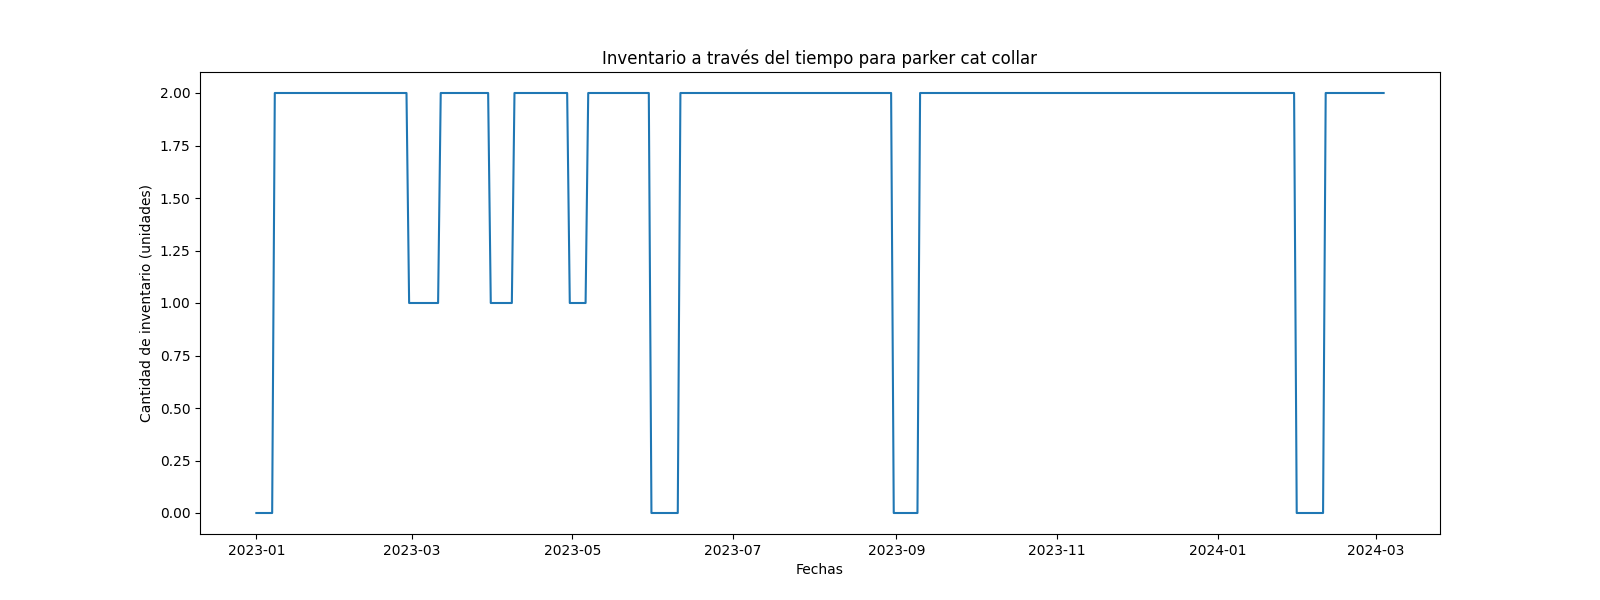 Inventario a través del tiempo para parker cat collar
Cantidad de inventario (unidades)
2.00
1.75
1.50
1.25
1.00
0.75
0.50
0.25
0.00
2023-01 2023-03 2023-05 2023-07 2023-09 2023-11 2024-01 2024-03
Fechas